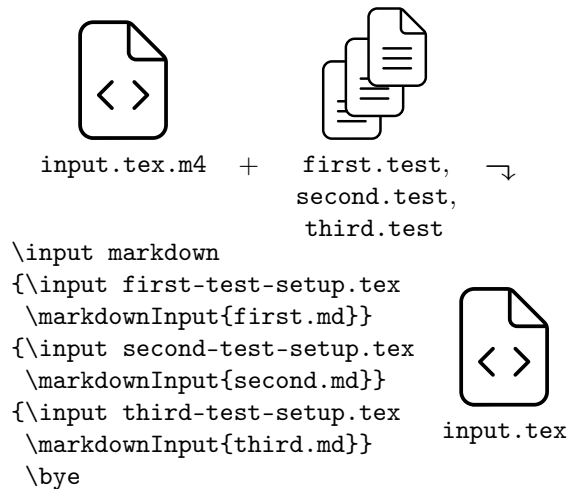 input.tex.m4 + first.test,
second.test,
third.test
\input markdown
{\input first-test-setup.tex
\markdownInput{first.md}}
{\input second-test-setup.tex
\markdownInput{second.md}}
{\input third-test-setup.tex
\markdownInput{third.md}}
\bye
input.tex